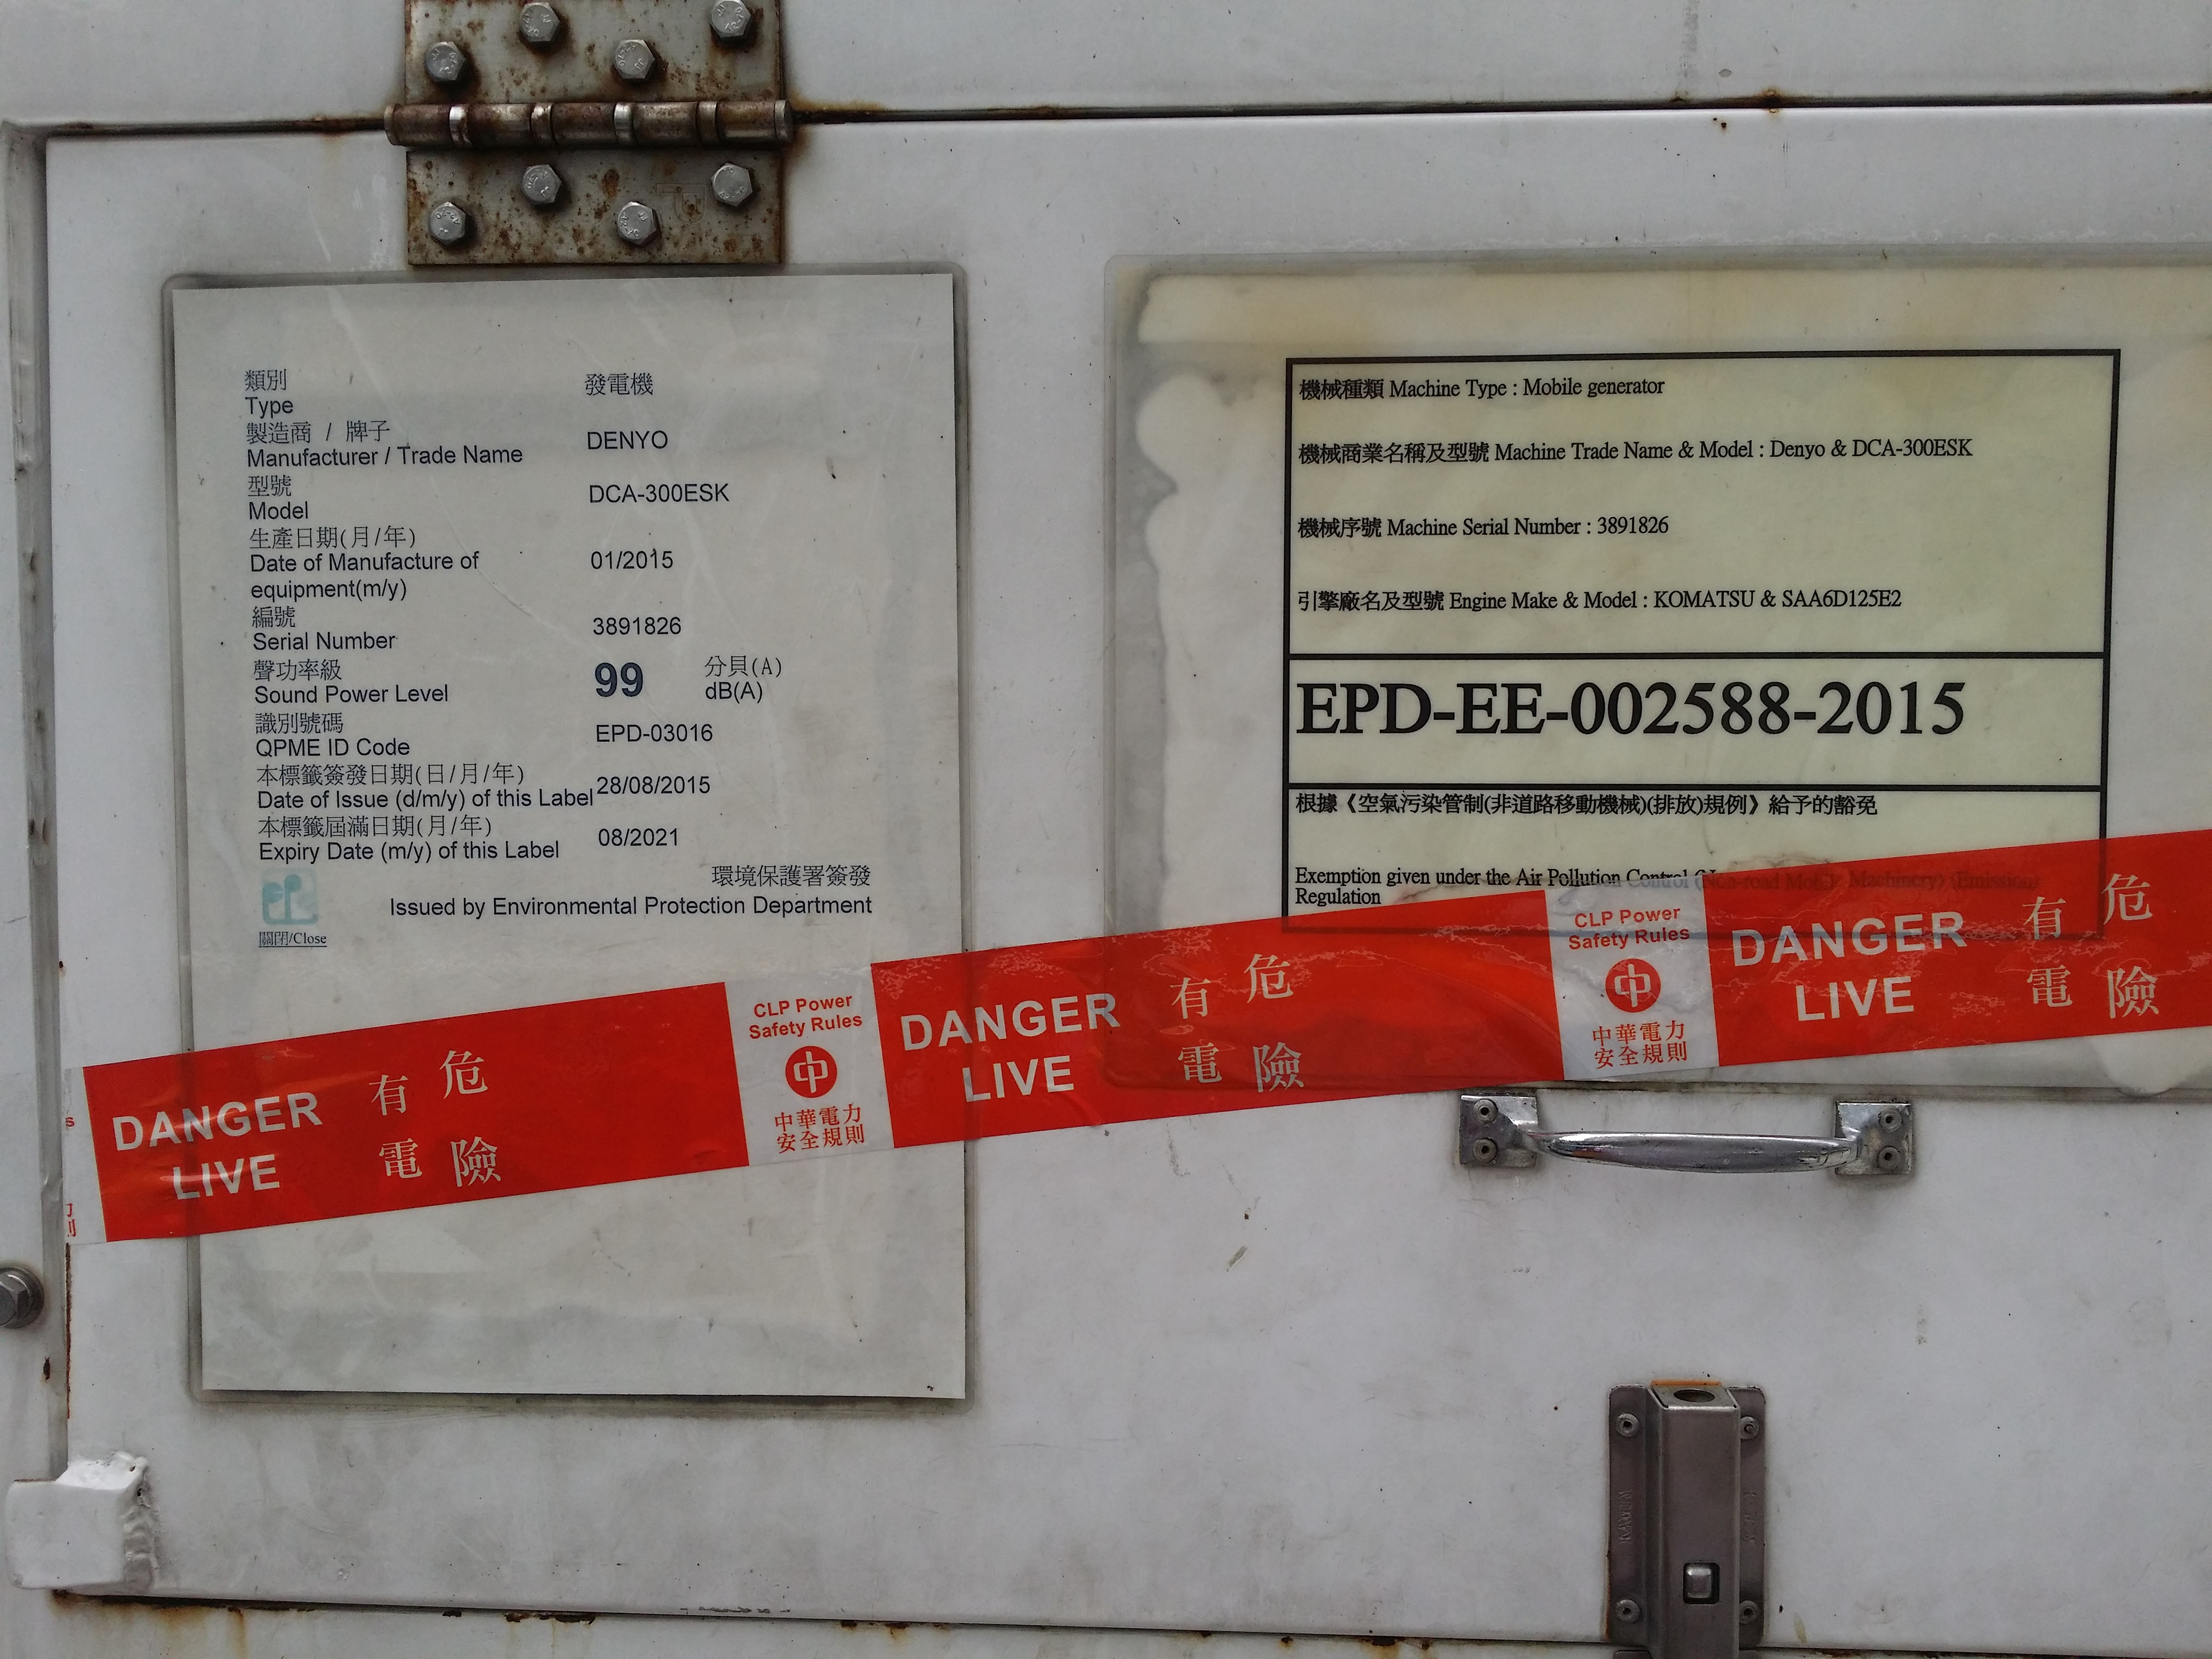 類別
Type
發電機
製造商 / 牌子
Manufacturer / Trade Name
DENYO
型號
Model
DCA-300ESK
生產日期(月/年)
Date of Manufacture of
equipment(m/y)
01/2015
編號
Serial Number
3891826
聲功率級
Sound Power Level
99
分貝(A)
dB(A)
識別號碼
QPME ID Code
EPD-03016
本標籤簽發日期(日/月/年)
Date of Issue (d/m/y) of this Label
28/08/2015
本標籤屆滿日期(月/年)
Expiry Date (m/y) of this Label
08/2021
環境保護署簽發
Issued by Environmental Protection Department
關閉/Close
機械種類 Machine Type : Mobile generator
機械商業名稱及型號 Machine Trade Name & Model : Denyo & DCA-300ESK
機械序號 Machine Serial Number : 3891826
引擎廠名及型號 Engine Make & Model : KOMATSU & SAA6D125E2
EPD-EE-002588-2015
根據《空氣污染管制(非道路移動機械)(排放)規例》給予的豁免
Exemption given under the Air Pollution Control (Non-road Mobile Machinery) (Emission)
Regulation
DANGER
LIVE
有電
危險
CLP Power
Safety Rules
中華電力
安全規則
DANGER
LIVE
有電
危險
CLP Power
Safety Rules
中華電力
安全規則
DANGER
LIVE
有電
危險